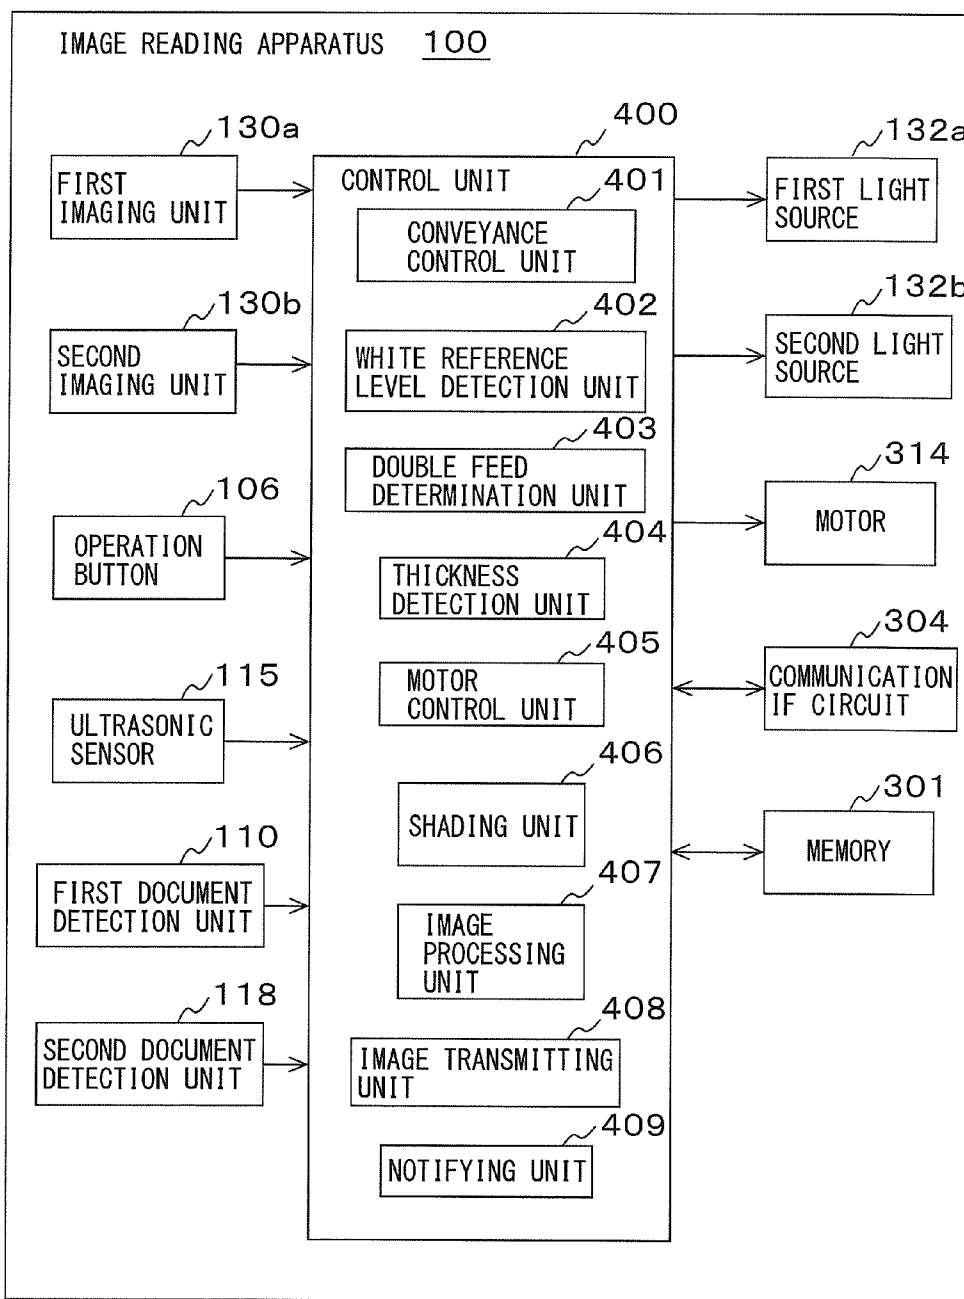 IMAGE READING APPARATUS 100
130a
FIRST
IMAGING UNIT
130b
SECOND
IMAGING UNIT
106
OPERATION
BUTTON
115
ULTRASONIC
SENSOR
110
FIRST DOCUMENT
DETECTION UNIT
118
SECOND DOCUMENT
DETECTION UNIT
400
CONTROL UNIT
401
CONVEYANCE
CONTROL UNIT
402
WHITE REFERENCE
LEVEL DETECTION UNIT
403
DOUBLE FEED
DETERMINATION UNIT
404
THICKNESS
DETECTION UNIT
405
MOTOR
CONTROL UNIT
406
SHADING UNIT
407
IMAGE
PROCESSING
UNIT
408
IMAGE TRANSMITTING
UNIT
409
NOTIFYING UNIT
132a
FIRST LIGHT
SOURCE
132b
SECOND LIGHT
SOURCE
314
MOTOR
304
COMMUNICATION
IF CIRCUIT
301
MEMORY